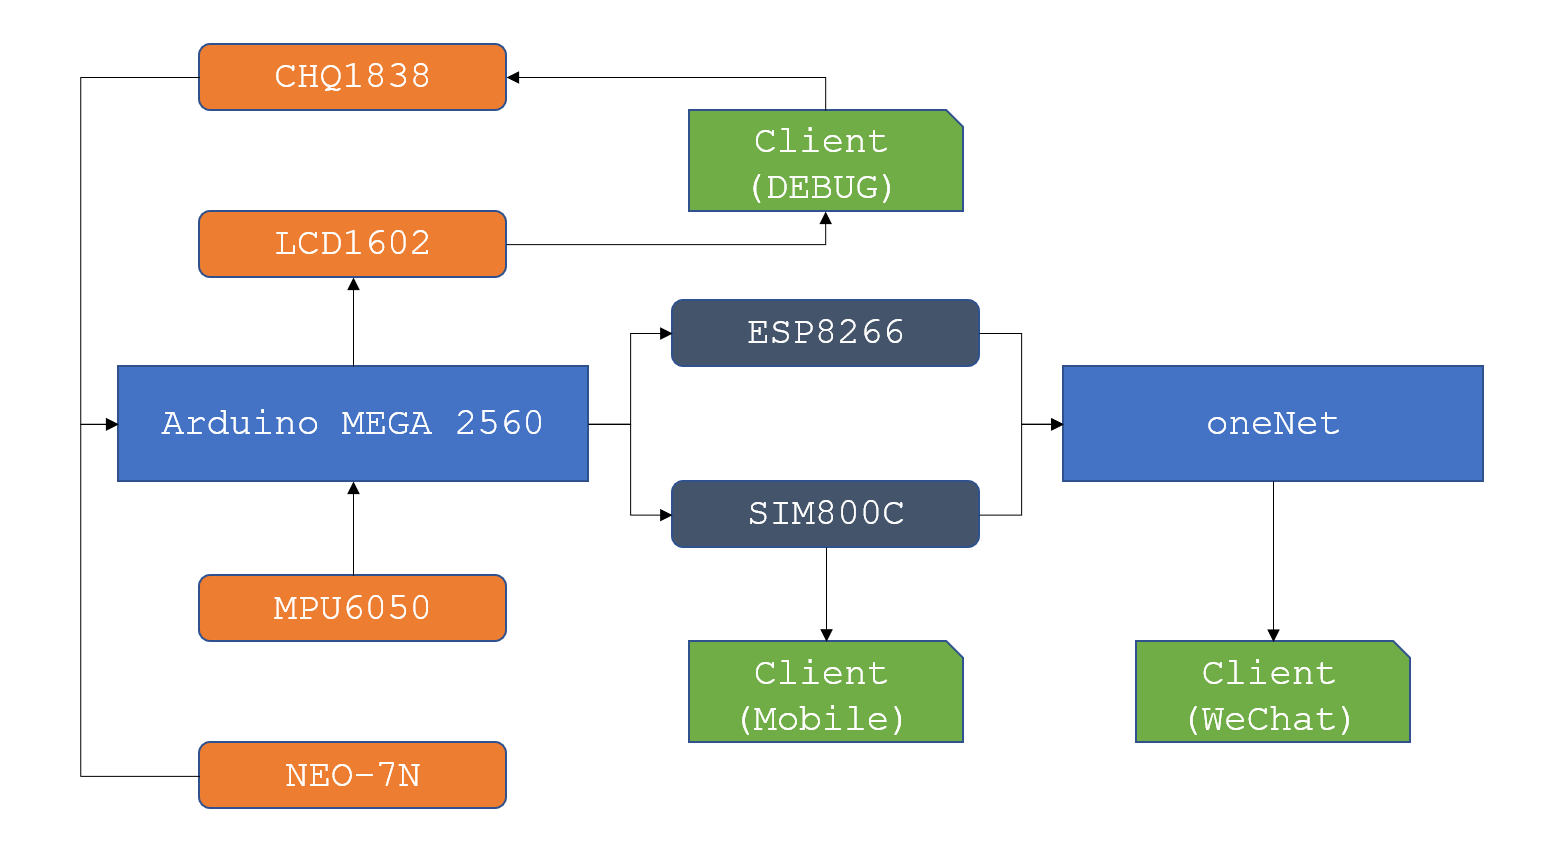 CHQ1838
Client
(DEBUG)
LCD1602
ESP8266
Arduino MEGA 2560
oneNet
SIM800C
MPU6050
Client
(Mobile)
Client
(WeChat)
NEO-7N